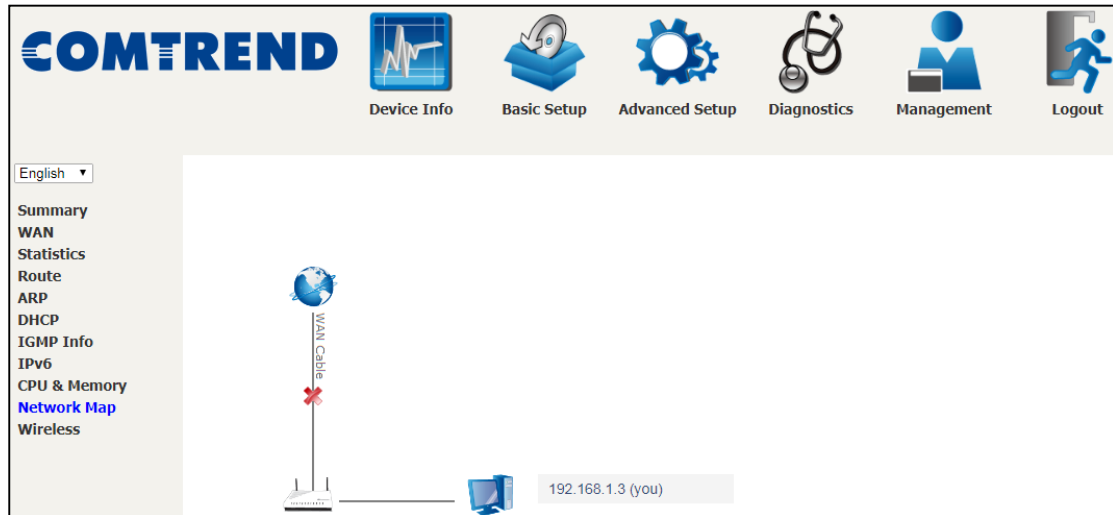 COMTREND
Device Info
Basic Setup
Advanced Setup
Diagnostics
Management
Logout
English
Summary
WAN
Statistics
Route
ARP
DHCP
IGMP Info
IPv6
CPU & Memory
Network Map
Wireless
WAN Cable
192.168.1.3 (you)